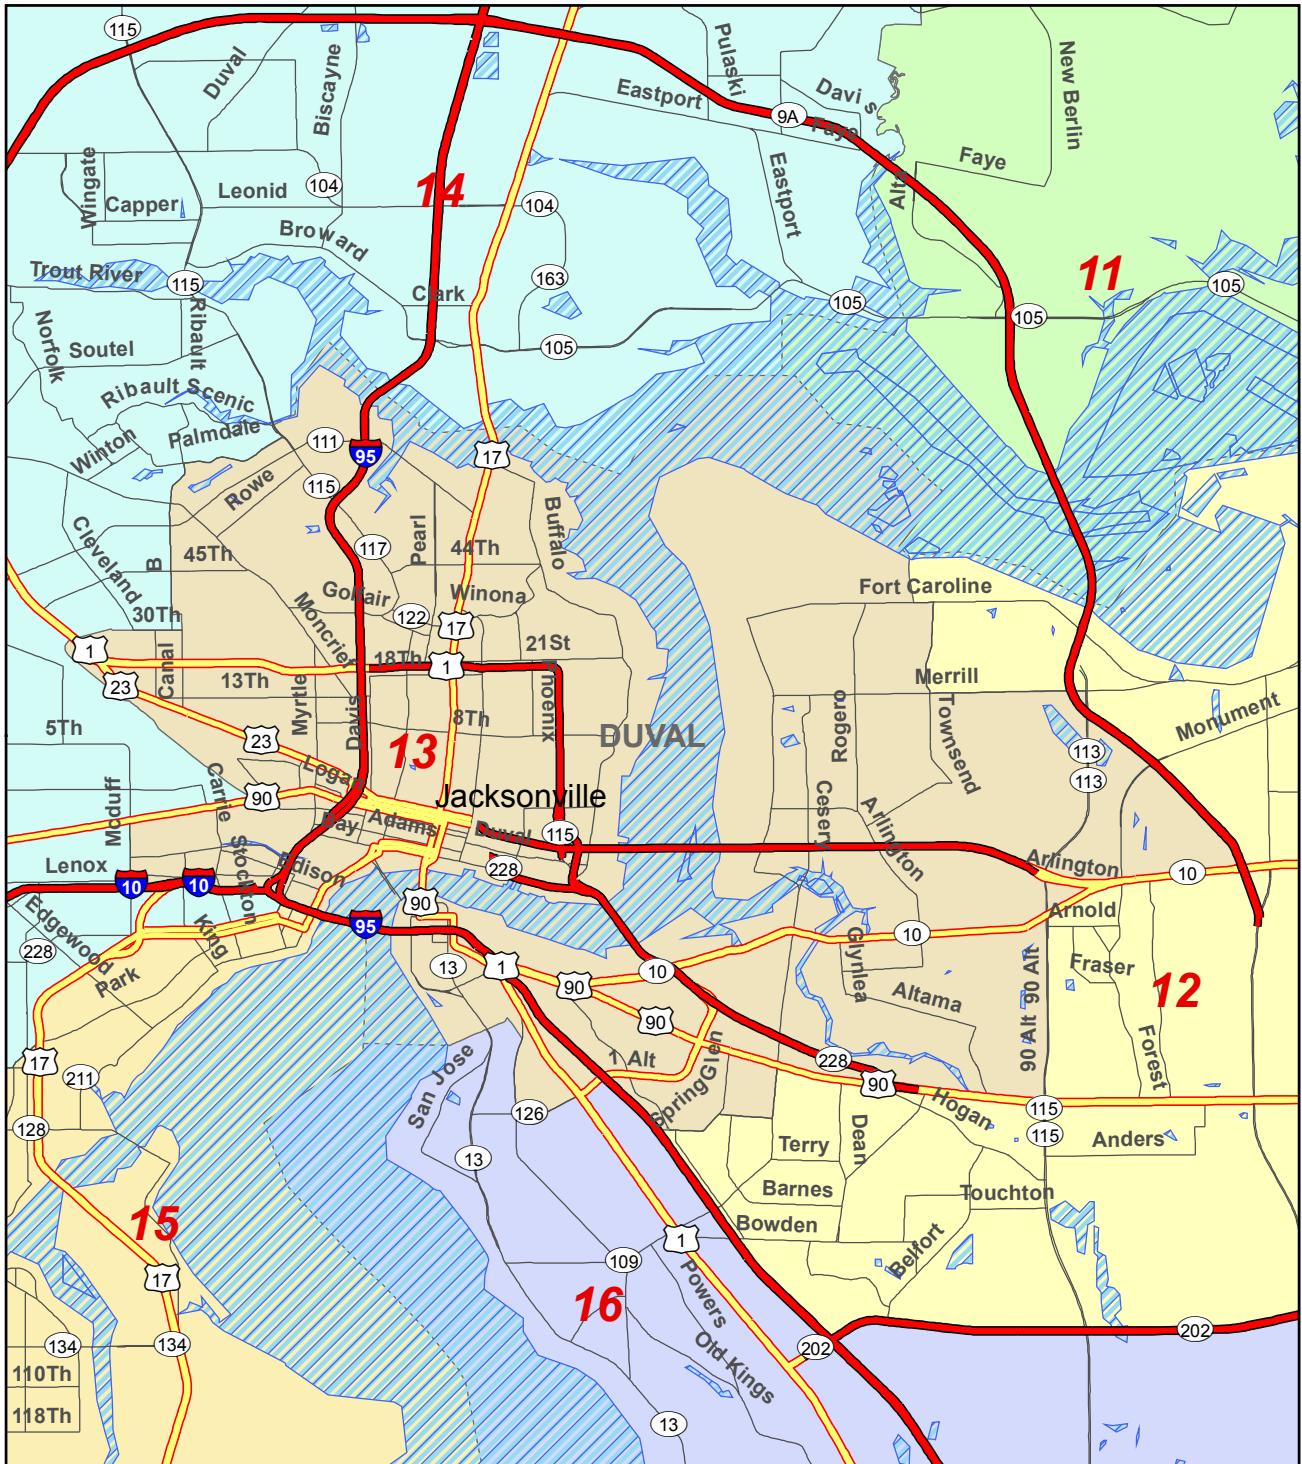 115
Duval
Biscayne
Pulaski
Eastport
Davis
9A
Faye
New Berlin
Faye
Alta
Eastport
Wingate
Capper
Leonid
104
14
104
Broward
Trout River
115
163
Clark
105
105
11
105
105
Norfolk
Soutel
Ribault
Ribault Scenic
Winton
Palmdale
111
95
17
Rowe
115
Cleveland
B
45Th
117
Pearl
44Th
Buffalo
Golfair
Winona
Fort Caroline
30Th
Moncrief
122
17
21St
1
18Th
1
23
Canal
13Th
Myrtle
Davis
8Th
Phoenix
DUVAL
Merrill
Rogero
Townsend
Monument
5Th
23
13
113
113
Logan
Jacksonville
Mcduff
Carrie
90
Bay
Adams
Duval
115
Cesery
Arlington
Arlington
10
Lenox
Stockton
Edison
228
10
10
90
95
Edgewood
King
Park
228
13
1
90
10
10
Glynlea
Altama
Arnold
Fraser
90 Alt
90 Alt
12
Forest
90
1 Alt
Spring Glen
228
90
Hogan
17
211
San Jose
126
128
115
115
Anders
13
Terry
Dean
Barnes
Touchton
Bowden
Belfort
15
17
1
109
16
Powers
Old Kings
202
202
134
134
110Th
118Th
13